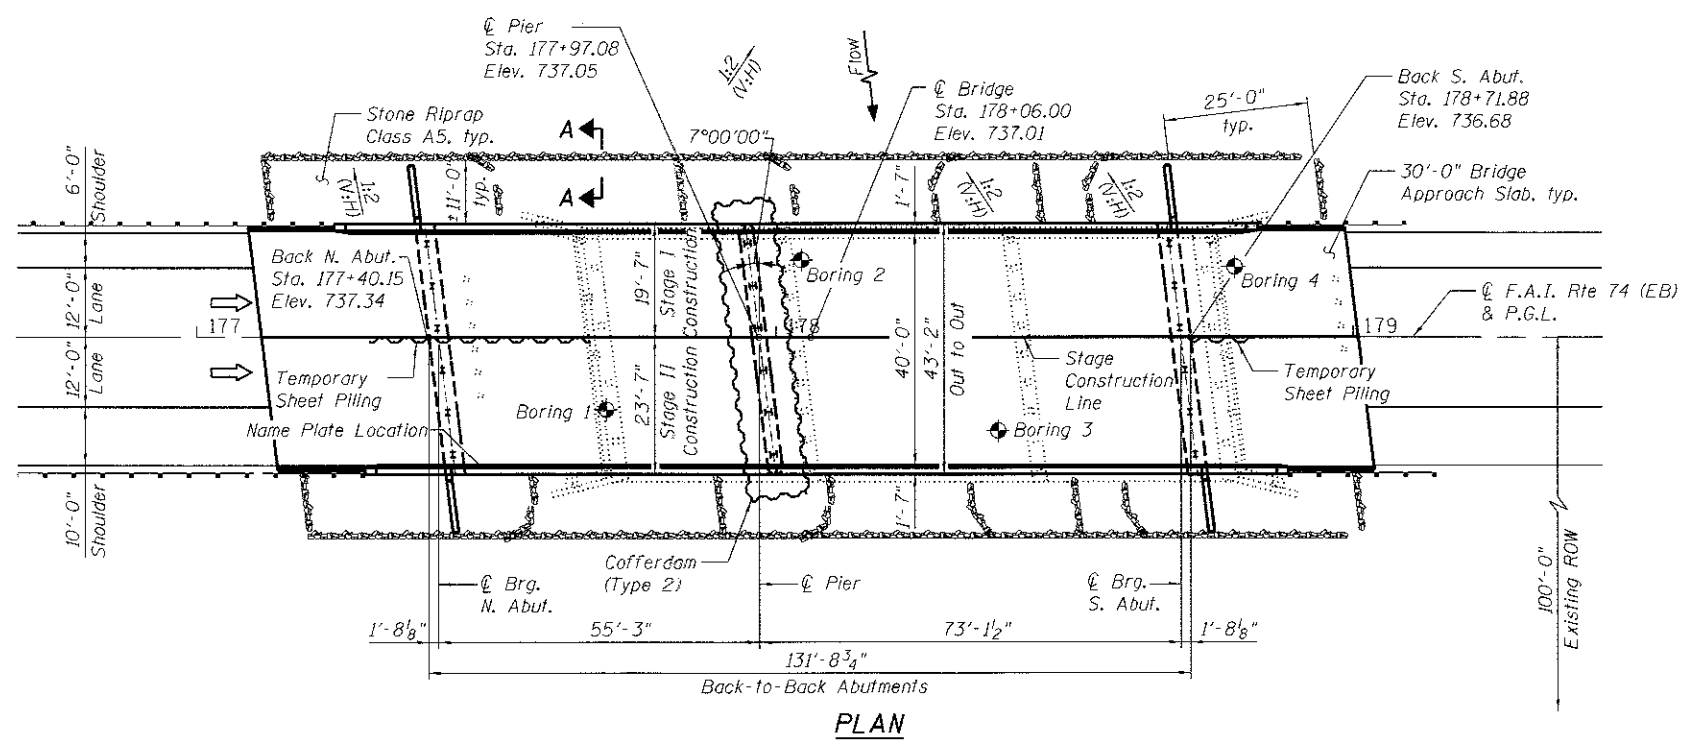 ℄ Pier
Sta. 177+97.08
Elev. 737.05
1:2
(V:H)
Flow
℄ Bridge
Sta. 178+06.00
Elev. 737.01
Back S. Abut.
Sta. 178+71.88
Elev. 736.68
25'-0"
typ.
Stone Riprap
Class A5, typ.
A
A
7°00'00"
6'-0"
Shoulder
1:2
(V:H)
±11'-0"
typ.
1'-7"
1:2
(V:H)
1:2
(V:H)
30'-0" Bridge
Approach Slab, typ.
Back N. Abut.
Sta. 177+40.15
Elev. 737.34
12'-0"
Lane
19'-7"
Stage I
Construction
Boring 2
Boring 4
℄ F.A.I. Rte 74 (EB)
& P.G.L.
177
178
179
12'-0"
Lane
Temporary
Sheet Piling
Boring 1
23'-7"
Stage II
Construction
40'-0"
43'-2"
Out to Out
Stage
Construction
Line
Temporary
Sheet Piling
Boring 3
Name Plate Location
10'-0"
Shoulder
1'-7"
Cofferdam
(Type 2)
℄ Brg.
N. Abut.
℄ Pier
℄ Brg.
S. Abut.
100'-0"
Existing ROW
1'-8⅛"
55'-3"
73'-1½"
1'-8⅛"
131'-8¾"
Back-to-Back Abutments
PLAN